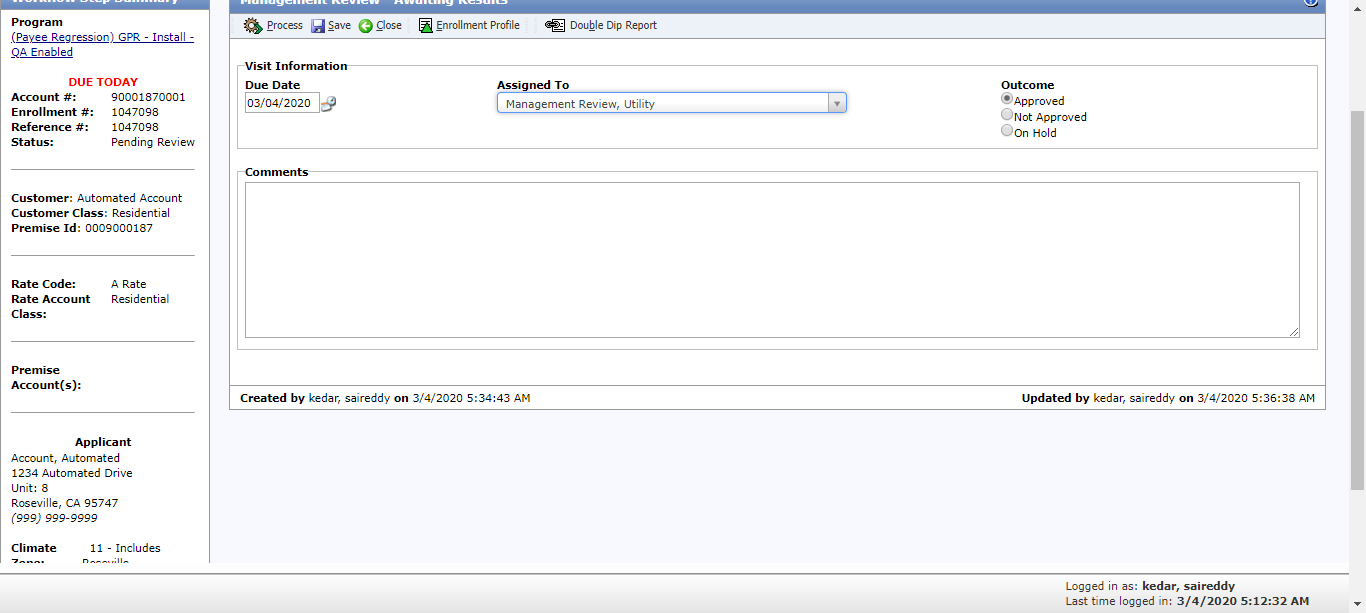 Workflow Step Summary
Program
(Payee Regression) GPR - Install -
QA Enabled
DUE TODAY
Account #: 90001870001
Enrollment #: 1047098
Reference #: 1047098
Status: Pending Review
Customer: Automated Account
Customer Class: Residential
Premise Id: 0009000187
Rate Code: A Rate
Rate Account Residential
Class:
Premise
Account(s):
Applicant
Account, Automated
1234 Automated Drive
Unit: 8
Roseville, CA 95747
(999) 999-9999
Climate 11 - Includes
Zone: Roseville
Management Review - Awaiting Results
Process Save Close Enrollment Profile Double Dip Report
Visit Information
Due Date Assigned To Outcome
03/04/2020 Management Review, Utility Approved
Not Approved
On Hold
Comments
Created by kedar, saireddy on 3/4/2020 5:34:43 AM Updated by kedar, saireddy on 3/4/2020 5:36:38 AM
Logged in as: kedar, saireddy
Last time logged in: 3/4/2020 5:12:32 AM